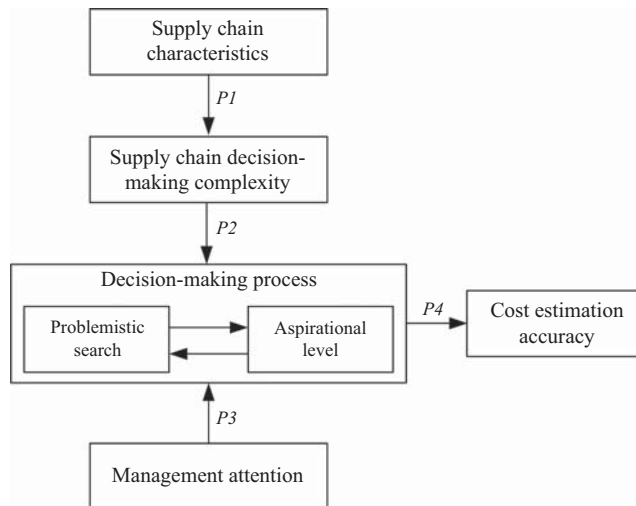 Supply chain
characteristics
P1
Supply chain decision-
making complexity
P2
Decision-making process
Problemistic
search
Aspirational
level
P4
Cost estimation
accuracy
P3
Management attention